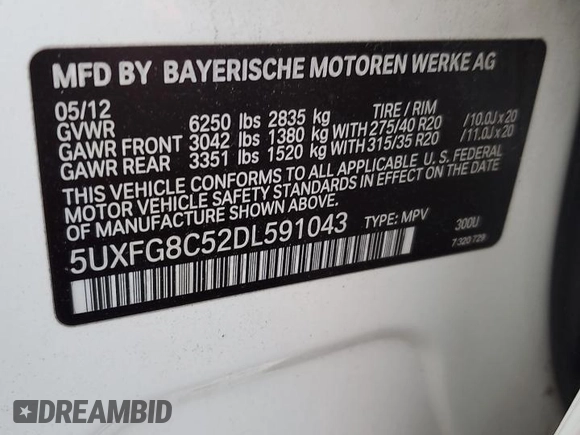 MFD BY BAYERISCHE MOTOREN WERKE AG
05/12 TIRE / RIM
GVWR 6250 lbs 2835 kg
GAWR FRONT 3042 lbs 1380 kg WITH 275/40 R20 /10.0J x 20
GAWR REAR 3351 lbs 1520 kg WITH 315/35 R20 /11.0J x 20
THIS VEHICLE CONFORMS TO ALL APPLICABLE U. S. FEDERAL
MOTOR VEHICLE SAFETY STANDARDS IN EFFECT ON THE DATE
OF MANUFACTURE SHOWN ABOVE.
5UXFG8C52DL591043 TYPE: MPV 300U
7 320 729
DREAMBID